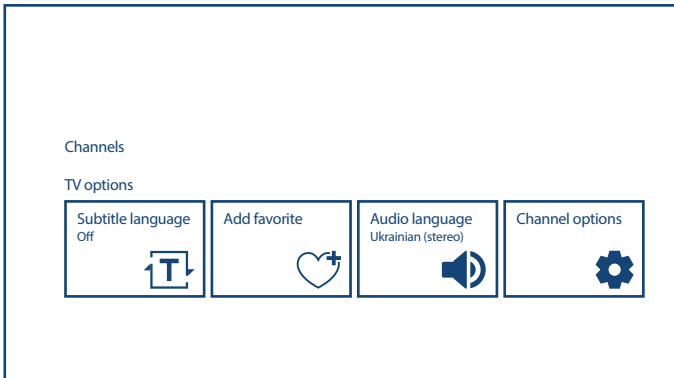 Channels
TV options
Subtitle language
Off
T
Add favorite
Audio language
Ukrainian (stereo)
Channel options